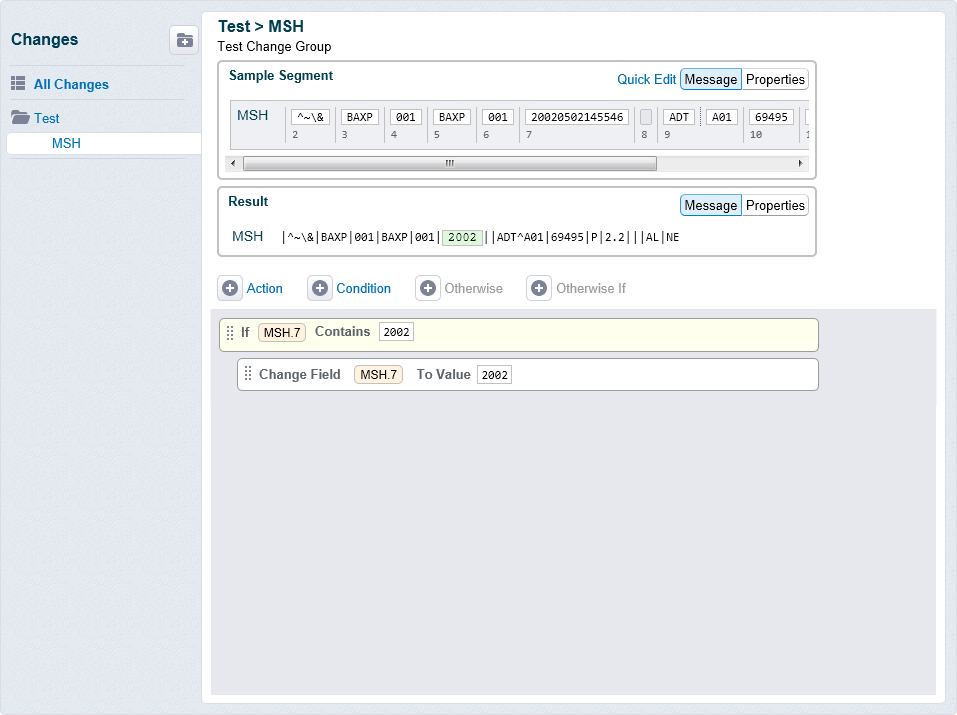 Changes
All Changes
Test
MSH
Test > MSH
Test Change Group
Sample Segment
Quick Edit Message Properties
MSH ^~\& BAXP 001 BAXP 001 20020502145546 ADT A01 69495
2 3 4 5 6 7 8 9 10
Result
Message Properties
MSH |^~\&|BAXP|001|BAXP|001|2002||ADT^A01|69495|P|2.2|||AL|NE
Action Condition Otherwise Otherwise If
If MSH.7 Contains 2002
Change Field MSH.7 To Value 2002